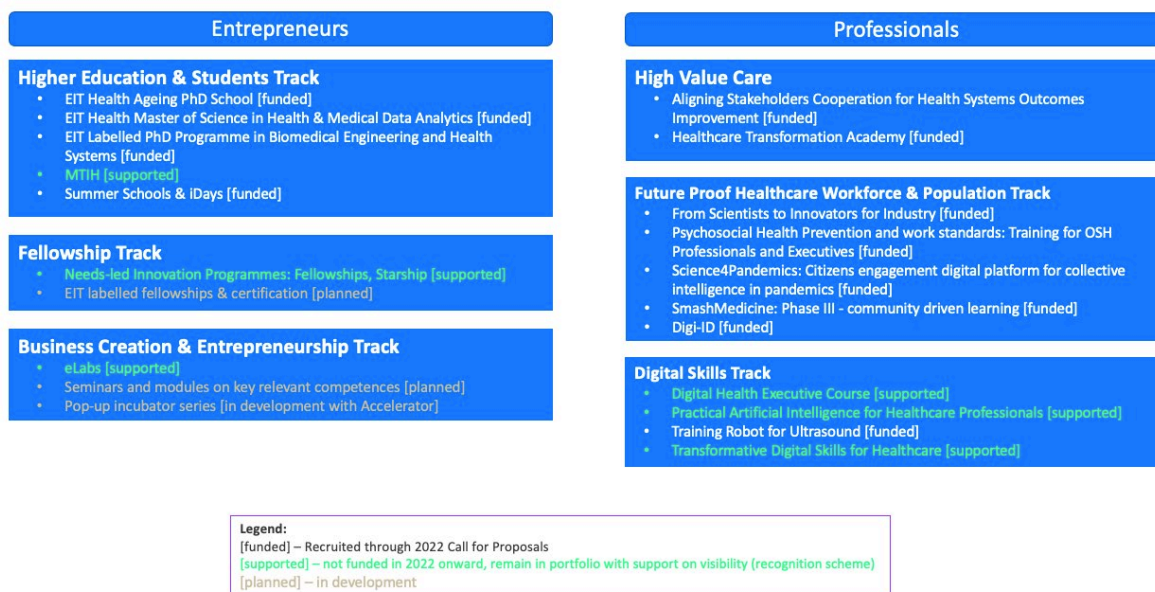 Entrepreneurs
Higher Education & Students Track
• EIT Health Ageing PhD School [funded]
• EIT Health Master of Science in Health & Medical Data Analytics [funded]
• EIT Labelled PhD Programme in Biomedical Engineering and Health
Systems [funded]
• MTIH [supported]
• Summer Schools & iDays [funded]
Fellowship Track
• Needs-led Innovation Programmes: Fellowships, Starship [supported]
• EIT labelled fellowships & certification [planned]
Business Creation & Entrepreneurship Track
• eLabs [supported]
• Seminars and modules on key relevant competences [planned]
• Pop-up incubator series [in development with Accelerator]
Professionals
High Value Care
• Aligning Stakeholders Cooperation for Health Systems Outcomes
Improvement [funded]
• Healthcare Transformation Academy [funded]
Future Proof Healthcare Workforce & Population Track
• From Scientists to Innovators for Industry [funded]
• Psychosocial Health Prevention and work standards: Training for OSH
Professionals and Executives [funded]
• Science4Pandemics: Citizens engagement digital platform for collective
intelligence in pandemics [funded]
• SmashMedicine: Phase III - community driven learning [funded]
• Digi-ID [funded]
Digital Skills Track
• Digital Health Executive Course [supported]
• Practical Artificial Intelligence for Healthcare Professionals [supported]
• Training Robot for Ultrasound [funded]
• Transformative Digital Skills for Healthcare [supported]
Legend:
[funded] – Recruited through 2022 Call for Proposals
[supported] – not funded in 2022 onward, remain in portfolio with support on visibility (recognition scheme)
[planned] – in development